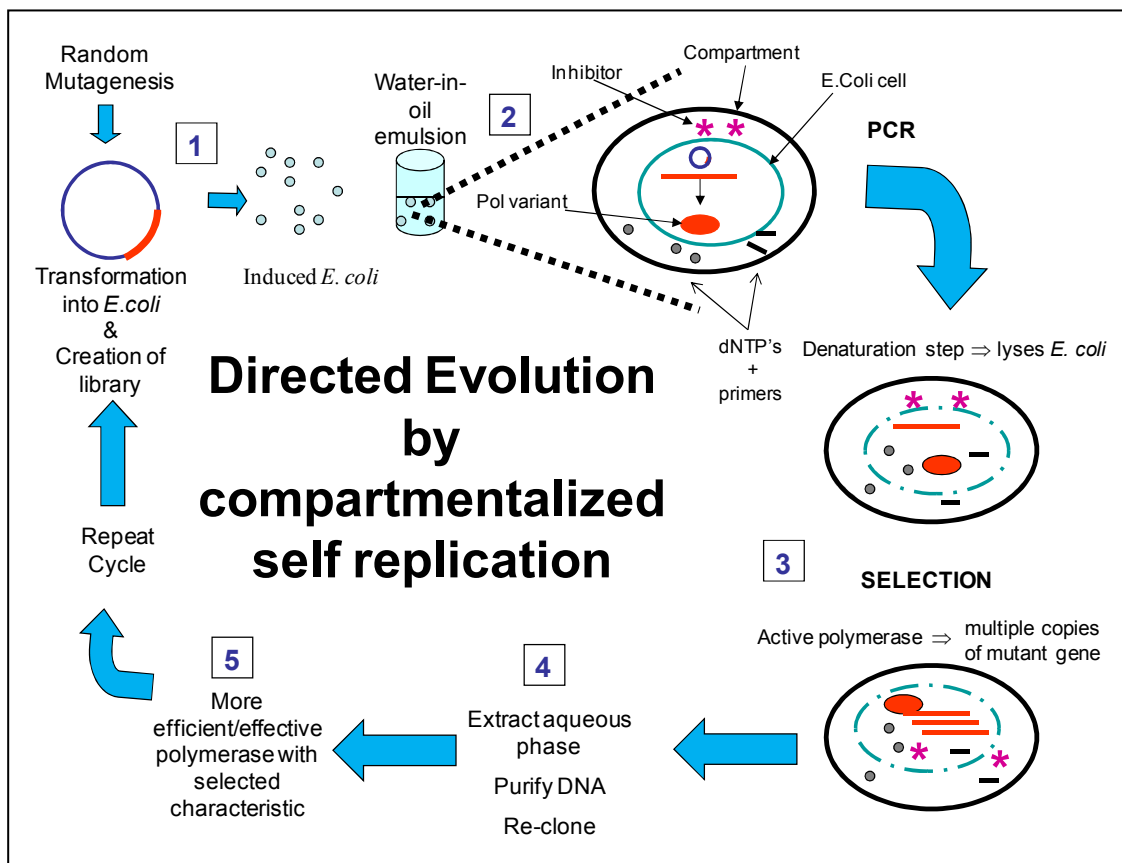 Random
Mutagenesis
1
Transformation
into E.coli
&
Creation of
library
Induced E. coli
Water-in-
oil
emulsion
2
Inhibitor
Compartment
E.Coli cell
Pol variant
dNTP's
+
primers
PCR
Denaturation step ⇒ lyses E. coli
Directed Evolution
by
compartmentalized
self replication
3
SELECTION
Active polymerase ⇒ multiple copies
of mutant gene
4
Extract aqueous
phase
Purify DNA
Re-clone
5
More
efficient/effective
polymerase with
selected
characteristic
Repeat
Cycle